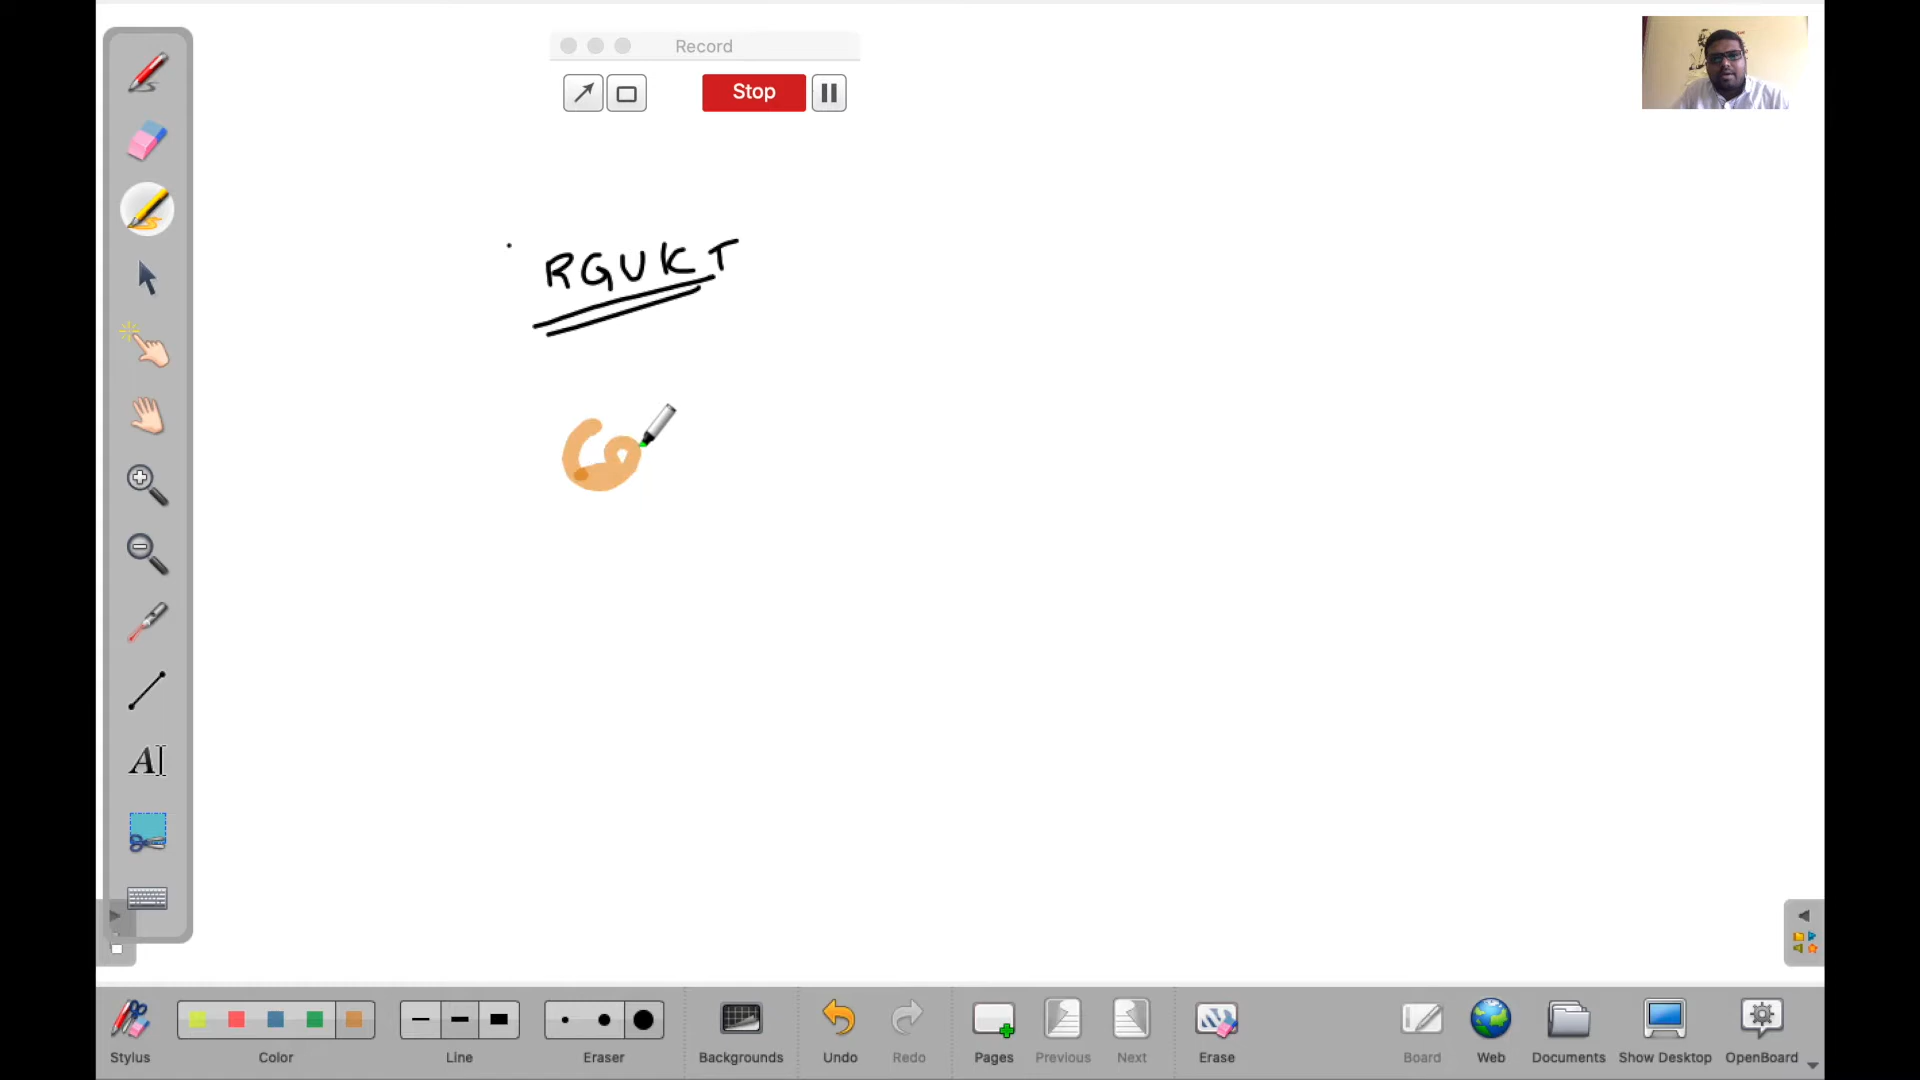 Record
Stop
RGUKT
Stylus
Color
Line
Eraser
Backgrounds
Undo
Redo
Pages
Previous
Next
Erase
Board
Web
Documents
Show Desktop
OpenBoard